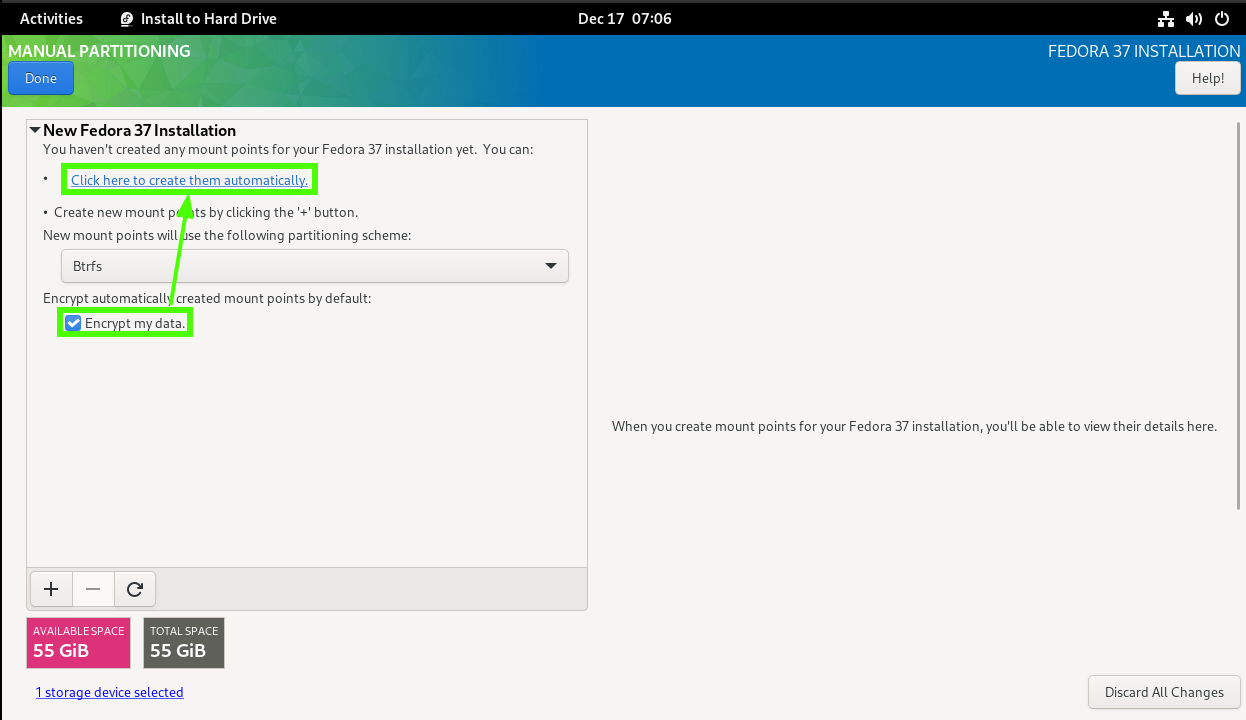 Activities
Install to Hard Drive
Dec 17 07:06
MANUAL PARTITIONING
FEDORA 37 INSTALLATION
Done
Help!
New Fedora 37 Installation
You haven't created any mount points for your Fedora 37 installation yet. You can:
• Click here to create them automatically.
• Create new mount points by clicking the '+' button.
New mount points will use the following partitioning scheme:
Btrfs
Encrypt automatically created mount points by default:
Encrypt my data.
When you create mount points for your Fedora 37 installation, you'll be able to view their details here.
AVAILABLE SPACE
55 GiB
TOTAL SPACE
55 GiB
1 storage device selected
Discard All Changes